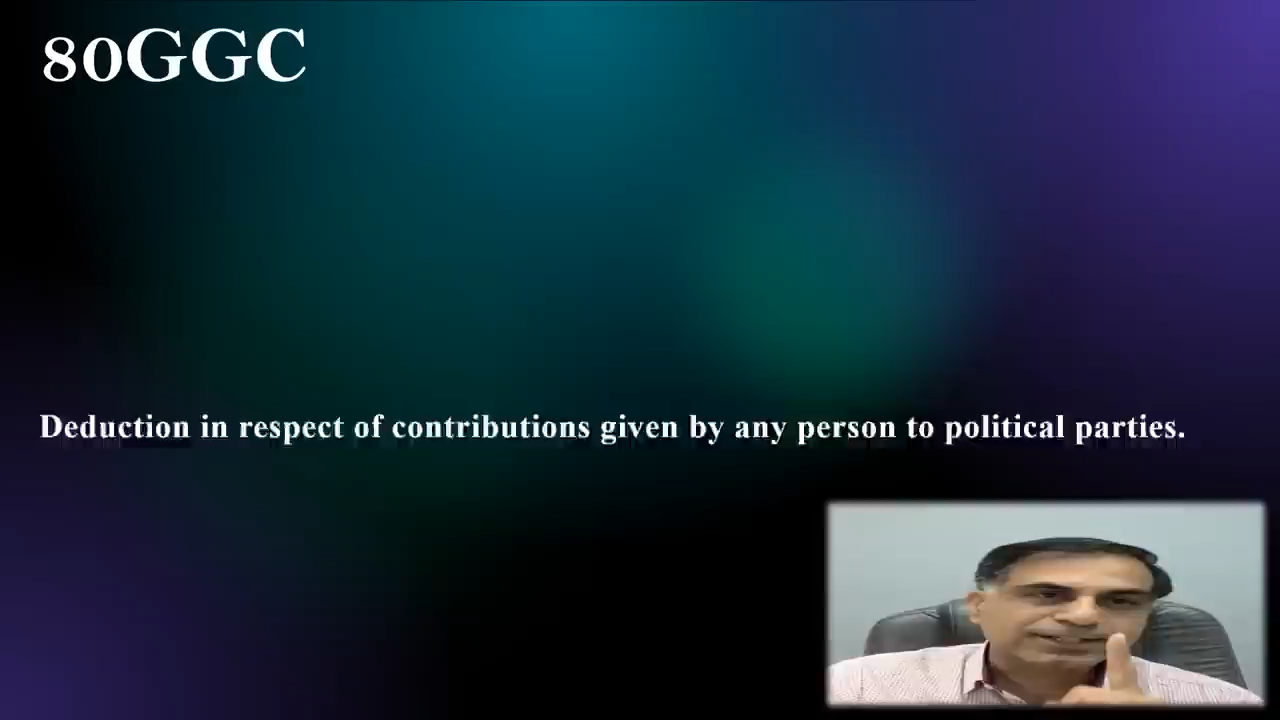 80GGC
Deduction in respect of contributions given by any person to political parties.